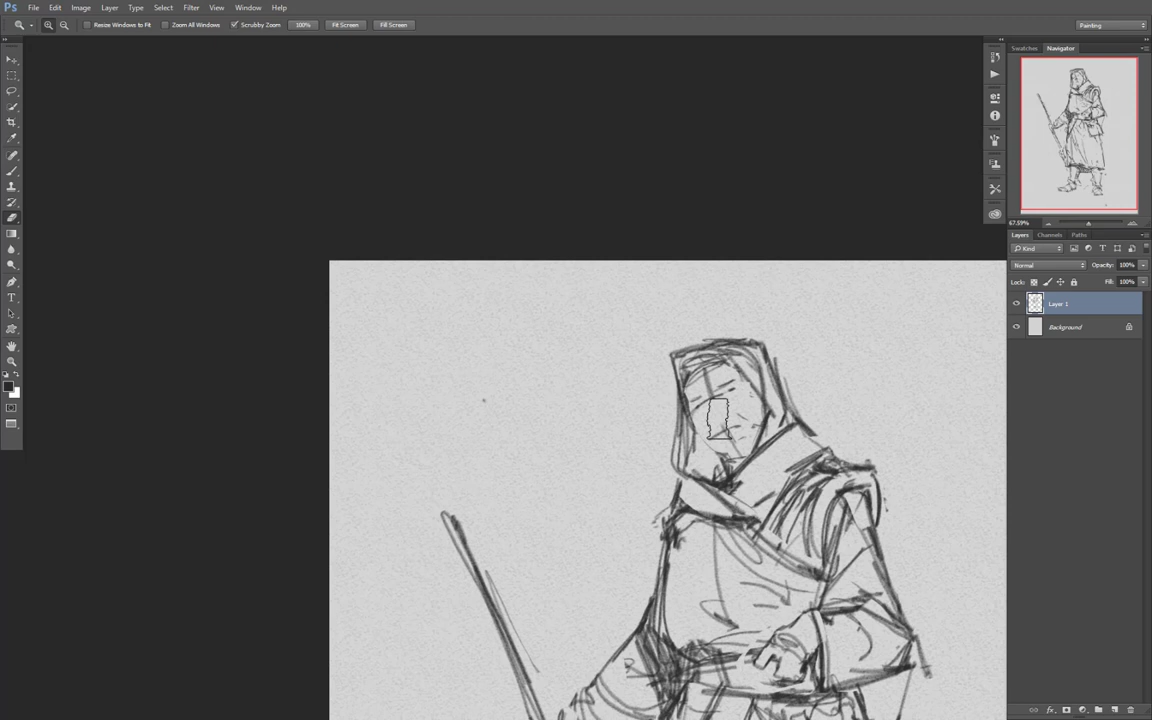 Ps File Edit Image Layer Type Select Filter View Window Help
Resize Windows to Fit Zoom All Windows Scrubby Zoom 100% Fit Screen Fill Screen Painting
Swatches Navigator
67.59%
Layers Channels Paths
Kind
Normal Opacity: 100%
Lock: Fill: 100%
Layer 1
Background